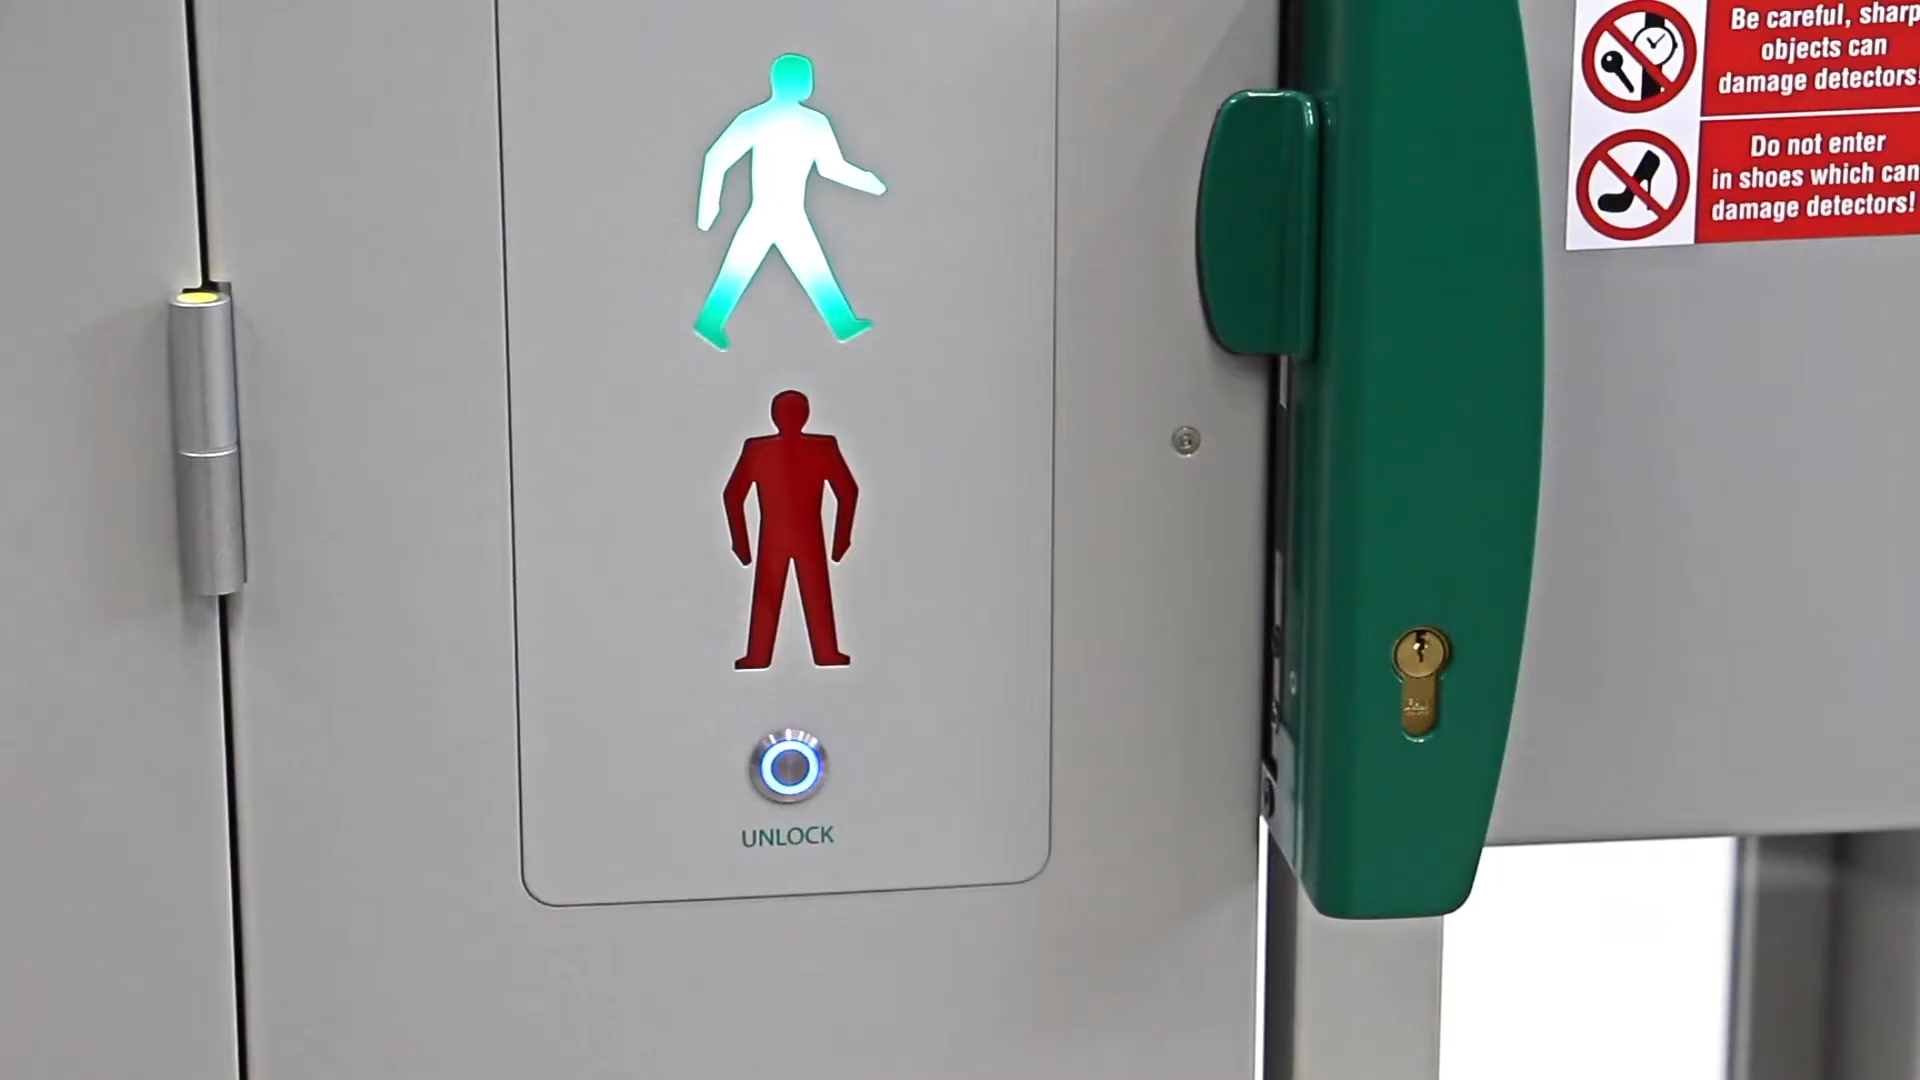 Be careful, sharp
objects can
damage detectors!
Do not enter
in shoes which can
damage detectors!
UNLOCK